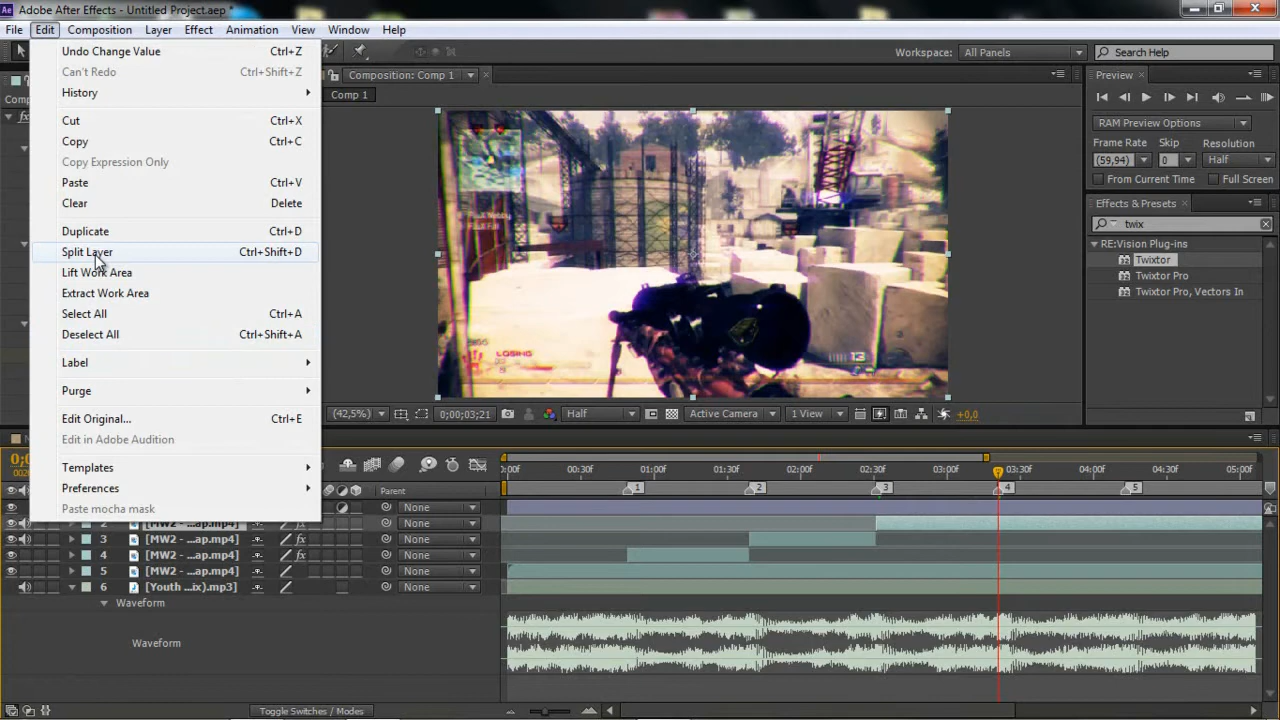 Adobe After Effects - Untitled Project.aep *
File Edit Composition Layer Effect Animation View Window Help
Workspace: All Panels Search Help
Undo Change Value Ctrl+Z
Can't Redo Ctrl+Shift+Z
History
Cut Ctrl+X
Copy Ctrl+C
Copy Expression Only
Paste Ctrl+V
Clear Delete
Duplicate Ctrl+D
Split Layer Ctrl+Shift+D
Lift Work Area
Extract Work Area
Select All Ctrl+A
Deselect All Ctrl+Shift+A
Label
Purge
Edit Original... Ctrl+E
Edit in Adobe Audition
Templates
Preferences
Paste mocha mask
Composition: Comp 1
Comp 1
LOSING
13
(42,5%) 0;00;03;21 Half Active Camera 1 View +0,0
Preview
RAM Preview Options
Frame Rate Skip Resolution
(59,94) 0 Half
From Current Time Full Screen
Effects & Presets
twix
RE:Vision Plug-ins
Twixtor
Twixtor Pro
Twixtor Pro, Vectors In
00f 00:30f 01:00f 01:30f 02:00f 02:30f 03:00f 03:30f 04:00f 04:30f 05:00f
Parent
1 2 3 4 5
None
2 [MW2 - ...ap.mp4] None
3 [MW2 - ...ap.mp4] fx None
4 [MW2 - ...ap.mp4] fx None
5 [MW2 - ...ap.mp4] None
6 [Youth ...ix).mp3] None
Waveform
Waveform
Toggle Switches / Modes